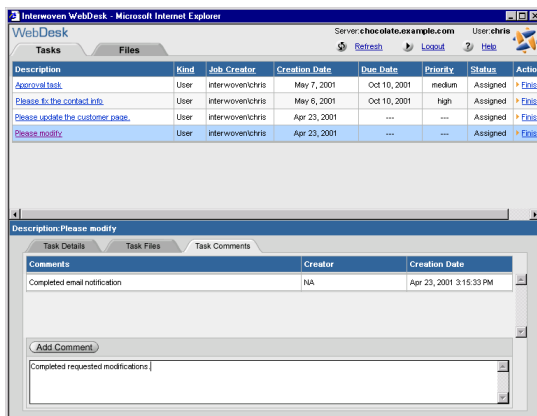 Interwoven WebDesk - Microsoft Internet Explorer
WebDesk Server:chocolate.example.com User:chris
Tasks Files Refresh Logout Help
Description Kind Job Creator Creation Date Due Date Priority Status Actio
Approval task User interwoven\chris May 7, 2001 Oct 10, 2001 medium Assigned Finis
Please fix the contact info User interwoven\chris May 6, 2001 Oct 10, 2001 high Assigned Finis
Please update the customer page. User interwoven\chris Apr 23, 2001 --- --- Assigned Finis
Please modify User interwoven\chris Apr 23, 2001 --- --- Assigned Finis
Description:Please modify
Task Details Task Files Task Comments
Comments Creator Creation Date
Completed email notification NA Apr 23, 2001 3:15:33 PM
Add Comment
Completed requested modifications.